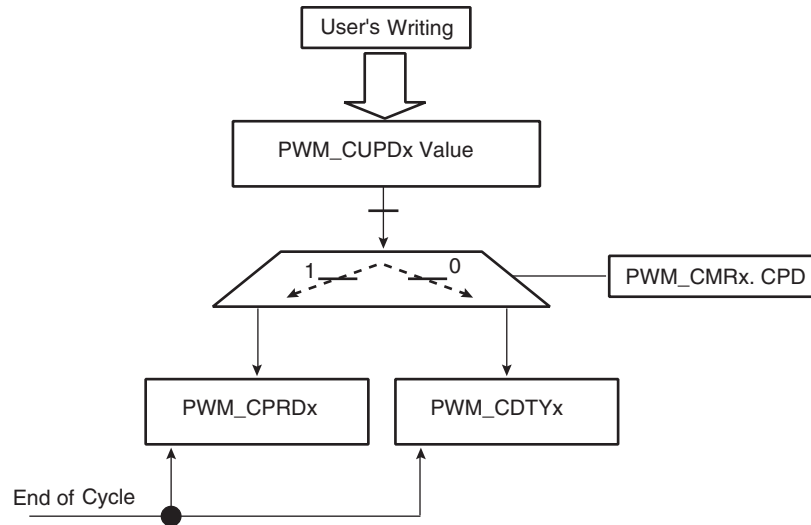 User's Writing
PWM_CUPDx Value
1
0
PWM_CMRx. CPD
PWM_CPRDx
PWM_CDTYx
End of Cycle